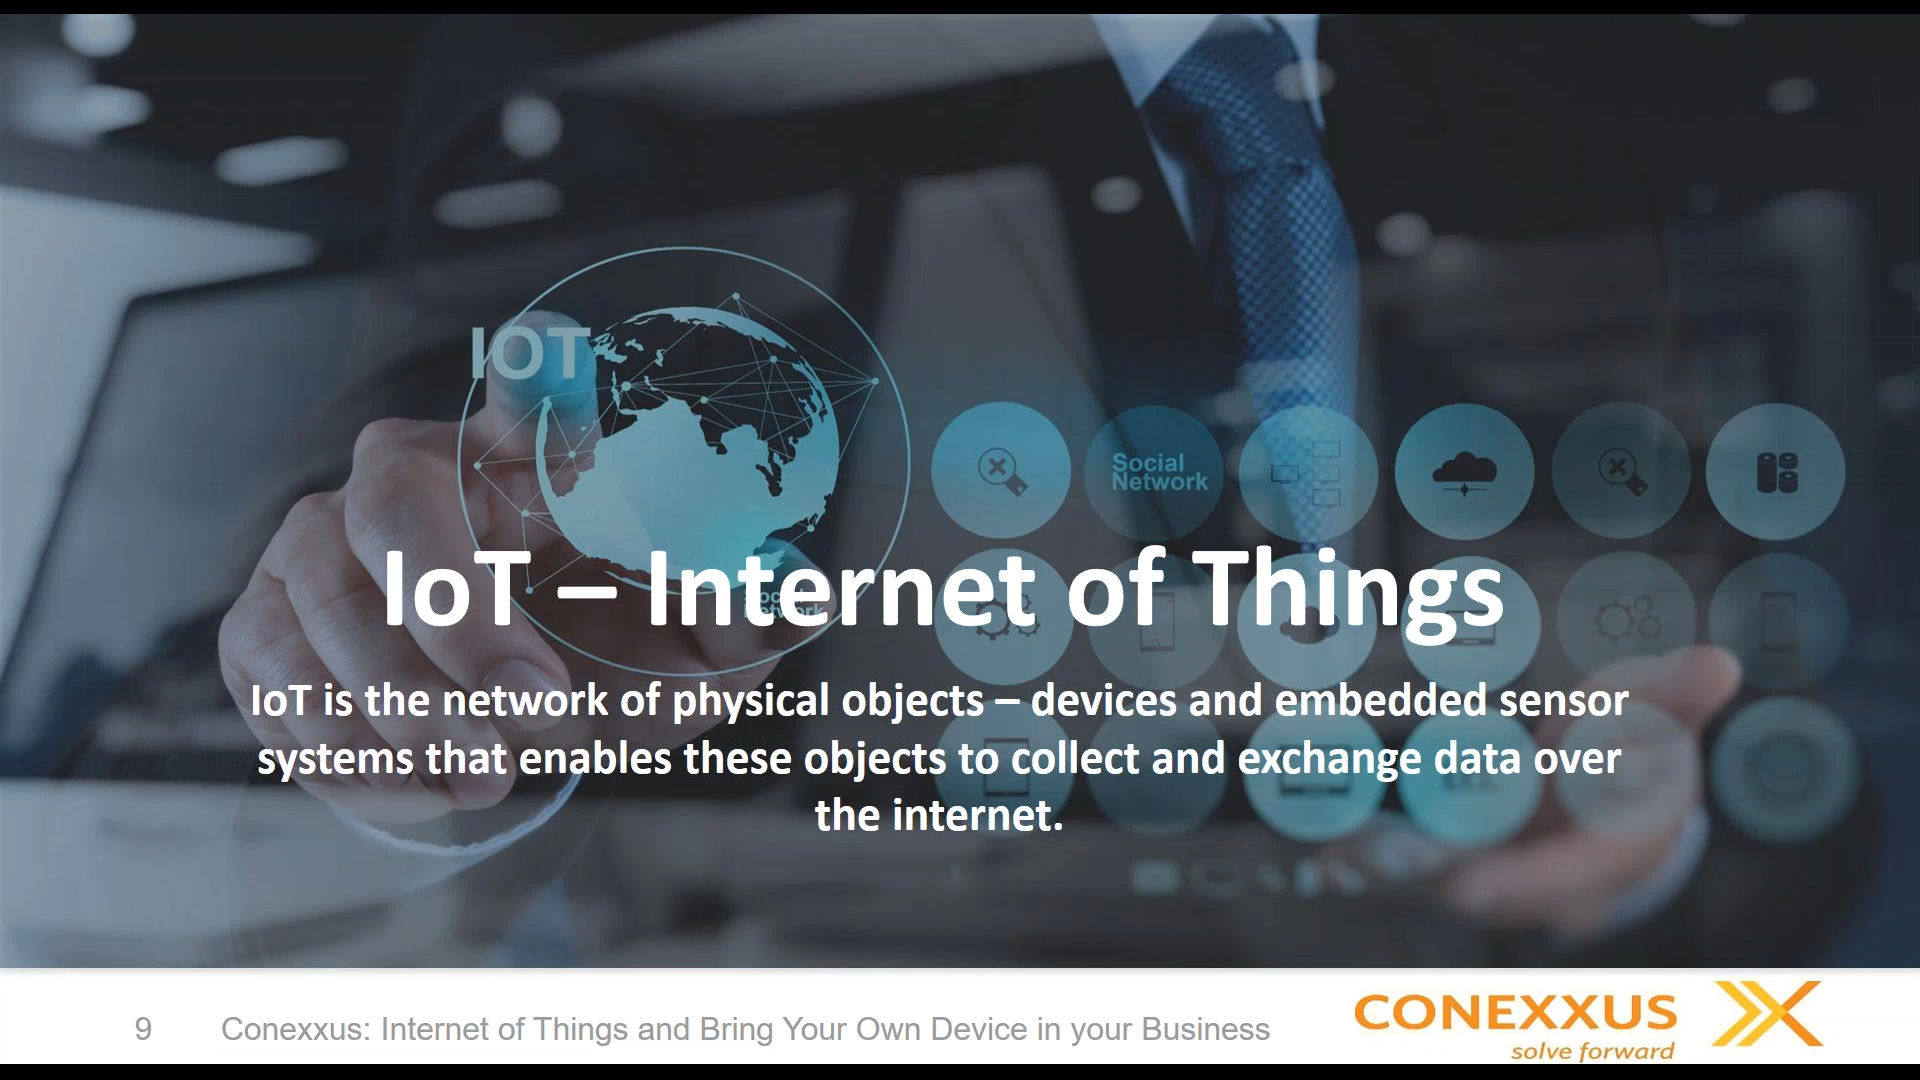 IOT
Social
Network
IoT – Internet of Things
IoT is the network of physical objects – devices and embedded sensor
systems that enables these objects to collect and exchange data over
the internet.
9
Conexxus: Internet of Things and Bring Your Own Device in your Business
CONEXXUS
solve forward